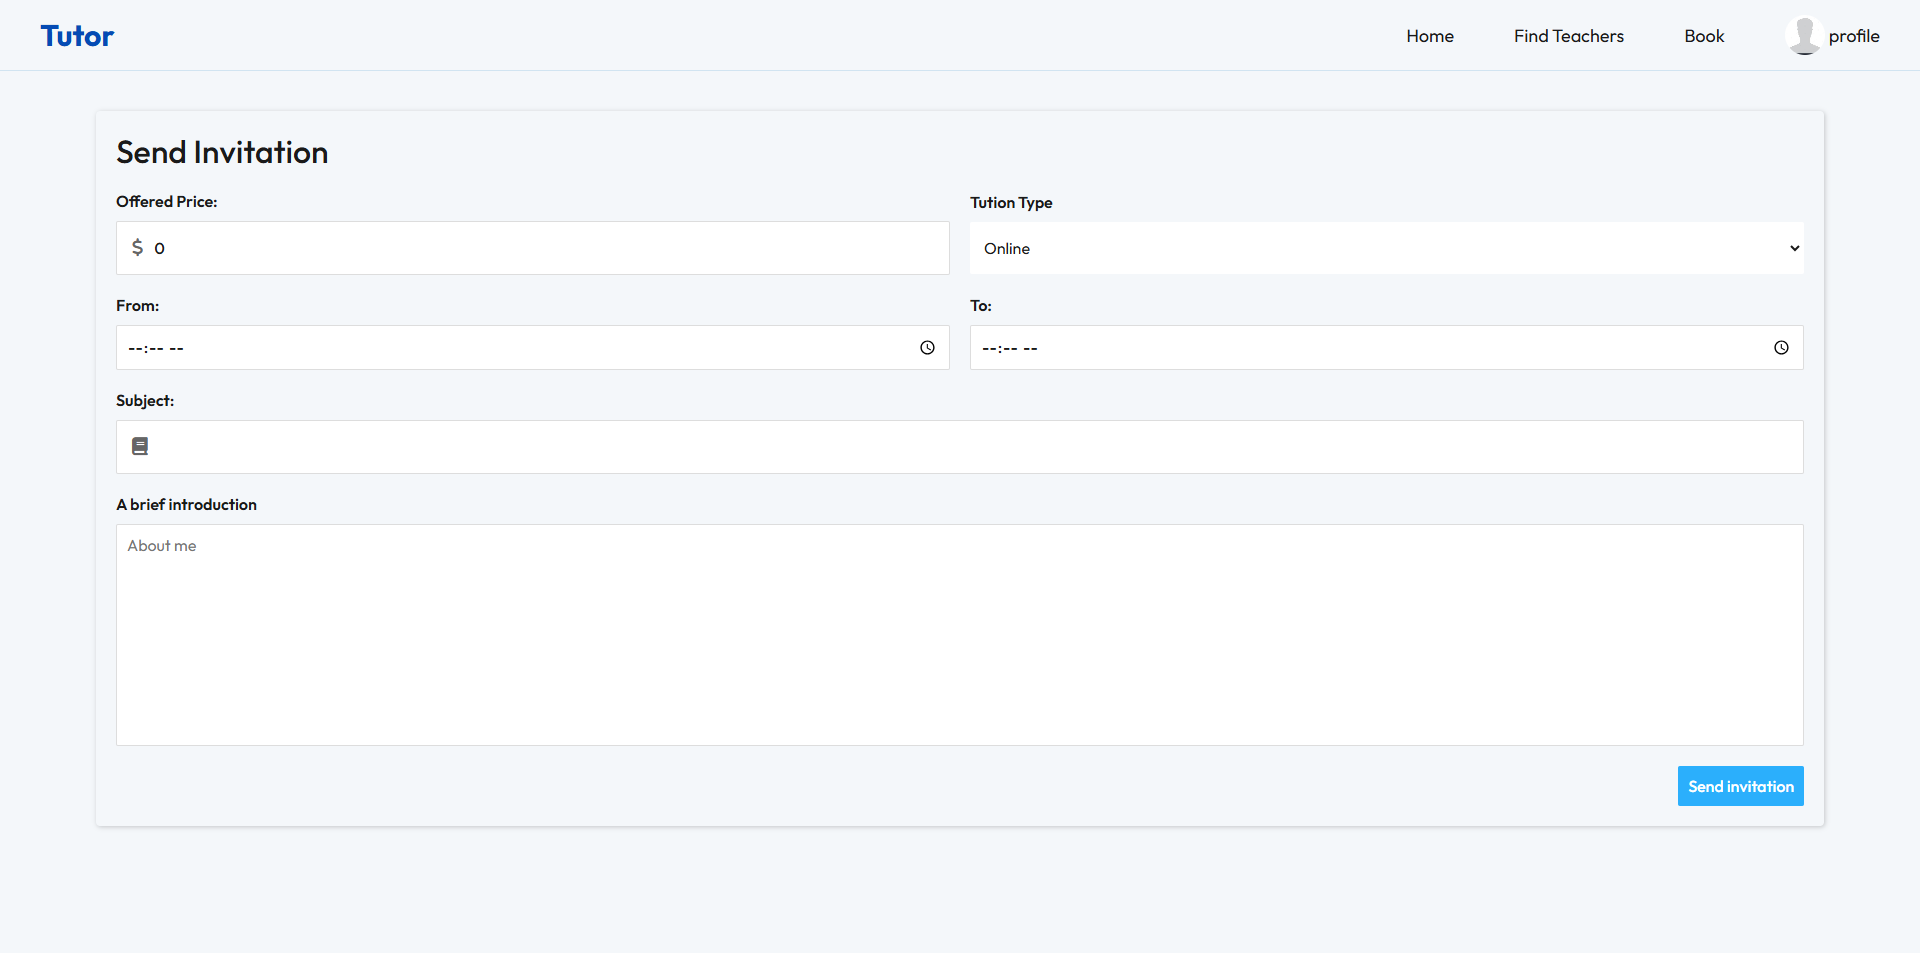 Tutor
Home
Find Teachers
Book
profile
Send Invitation
Offered Price:
Tution Type
$ 0
Online
From:
To:
--:-- --
--:-- --
Subject:
A brief introduction
About me
Send invitation